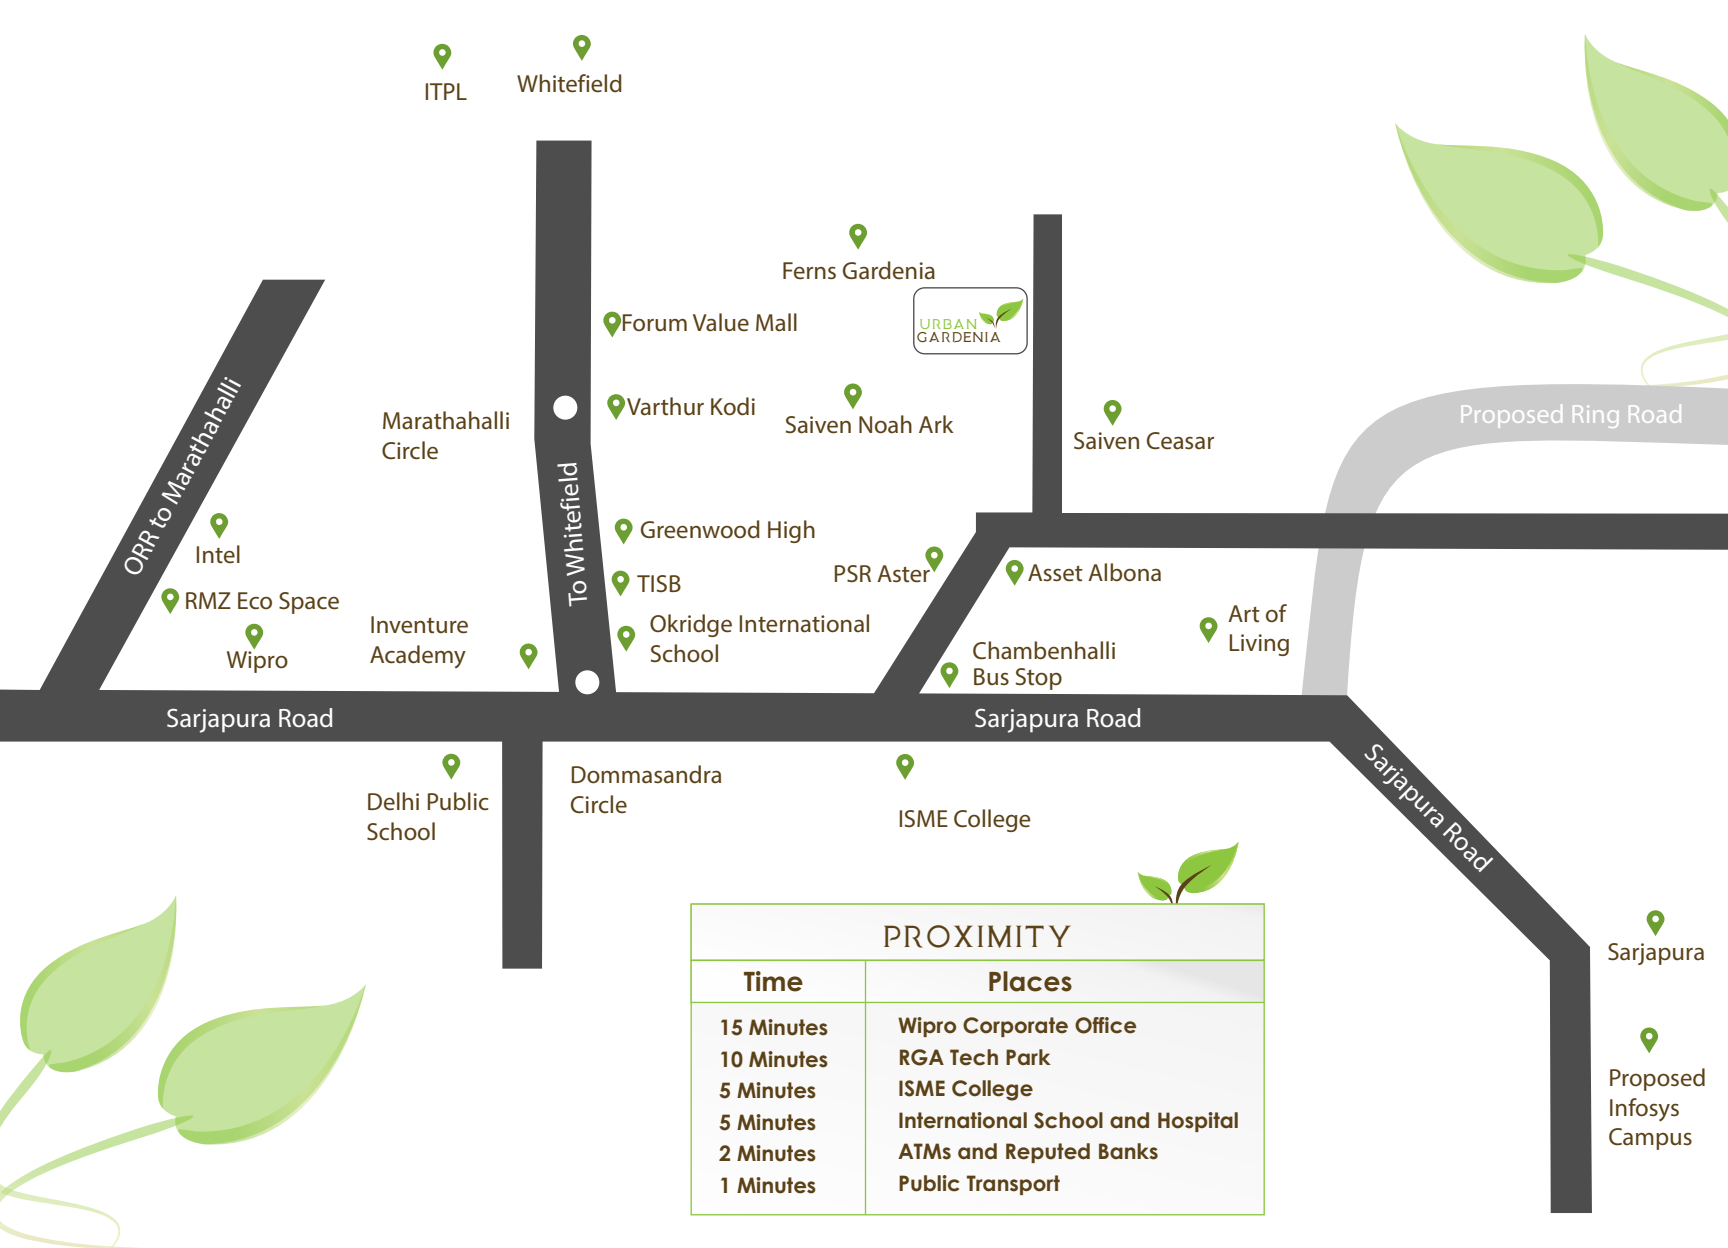 ITPL
Whitefield
Ferns Gardenia
URBAN
GARDENIA
Forum Value Mall
Varthur Kodi
Marathahalli
Circle
Saiven Noah Ark
Saiven Ceasar
Proposed Ring Road
ORR to Marathahalli
To Whitefield
Intel
RMZ Eco Space
Wipro
Inventure
Academy
Greenwood High
TISB
Okridge International
School
PSR Aster
Asset Albona
Chambenhalli
Bus Stop
Art of
Living
Sarjapura Road
Sarjapura Road
Sarjapura Road
Delhi Public
School
Dommasandra
Circle
ISME College
Sarjapura
Proposed
Infosys
Campus
PROXIMITY
Time Places
15 Minutes Wipro Corporate Office
10 Minutes RGA Tech Park
5 Minutes ISME College
5 Minutes International School and Hospital
2 Minutes ATMs and Reputed Banks
1 Minutes Public Transport